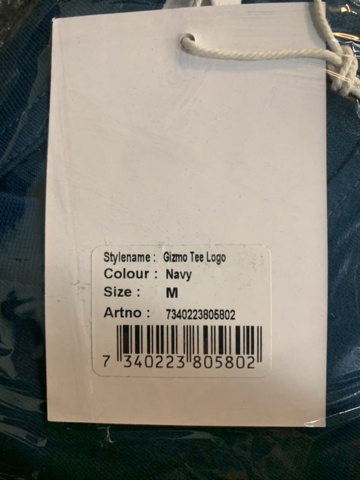 Stylename : Gizmo Tee Logo
Colour : Navy
Size : M
Artno : 7340223805802
7 340223 805802